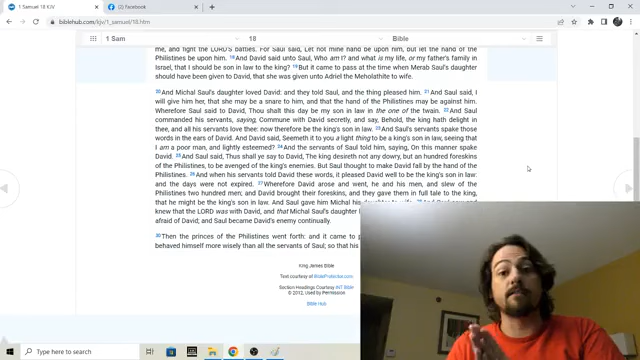 1 Samuel 18 KJV
(2) Facebook
biblehub.com/kjv/1_samuel/18.htm
1 Sam
18
Bible
me, and fight the LORD'S battles. For Saul said, Let not mine hand be upon him, but let the hand of the
Philistines be upon him. 18 And David said unto Saul, Who am I? and what is my life, or my father's family in
Israel, that I should be son in law to the king? 19 But it came to pass at the time when Merab Saul's daughter
should have been given to David, that she was given unto Adriel the Meholathite to wife.
20 And Michal Saul's daughter loved David: and they told Saul, and the thing pleased him. 21 And Saul said, I
will give him her, that she may be a snare to him, and that the hand of the Philistines may be against him.
Wherefore Saul said to David, Thou shalt this day be my son in law in the one of the twain. 22 And Saul
commanded his servants, saying, Commune with David secretly, and say, Behold, the king hath delight in
thee, and all his servants love thee: now therefore be the king's son in law. 23 And Saul's servants spake those
words in the ears of David. And David said, Seemeth it to you a light thing to be a king's son in law, seeing that
I am a poor man, and lightly esteemed? 24 And the servants of Saul told him, saying, On this manner spake
David. 25 And Saul said, Thus shall ye say to David, The king desireth not any dowry, but an hundred foreskins
of the Philistines, to be avenged of the king's enemies. But Saul thought to make David fall by the hand of the
Philistines. 26 And when his servants told David these words, it pleased David well to be the king's son in law:
and the days were not expired. 27 Wherefore David arose and went, he and his men, and slew of the
Philistines two hundred men; and David brought their foreskins, and they gave them in full tale to the king,
that he might be the king's son in law. And Saul gave him Michal his daughter to wife. 28 And Saul saw and
knew that the LORD was with David, and that Michal Saul's daughter
afraid of David; and Saul became David's enemy continually.
30 Then the princes of the Philistines went forth: and it came to
behaved himself more wisely than all the servants of Saul; so that his
King James Bible
Text courtesy of BibleProtector.com.
Section Headings Courtesy INT Bible
© 2012, Used by Permission
Bible Hub
Type here to search